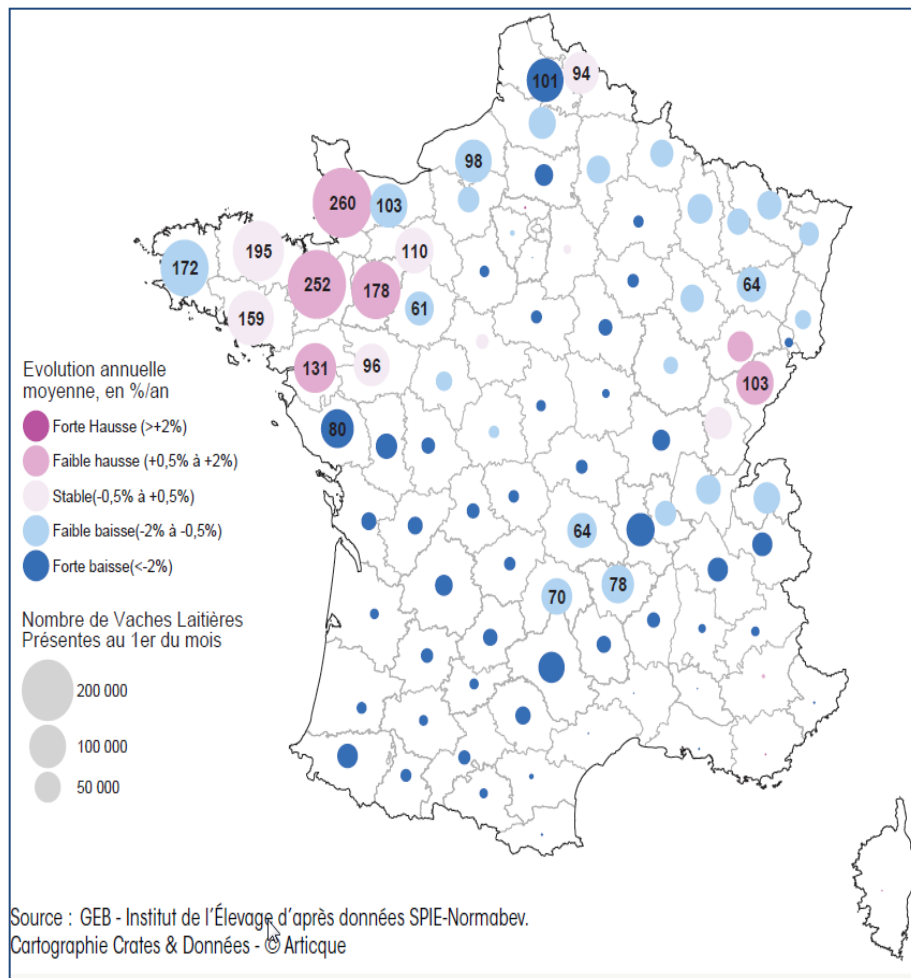 94
101
98
260
103
195
110
172
252
178
64
61
159
131
96
103
Evolution annuelle
moyenne, en %/an
Forte Hausse (>+2%)
80
Faible hausse (+0,5% à +2%)
Stable(-0,5% à +0,5%)
Faible baisse(-2% à -0,5%)
64
Forte baisse(<-2%)
78
70
Nombre de Vaches Laitières
Présentes au 1er du mois
200 000
100 000
50 000
Source : GEB - Institut de l'Élevage d'après données SPIE-Normabev.
Cartographie Crates & Données - © Articque